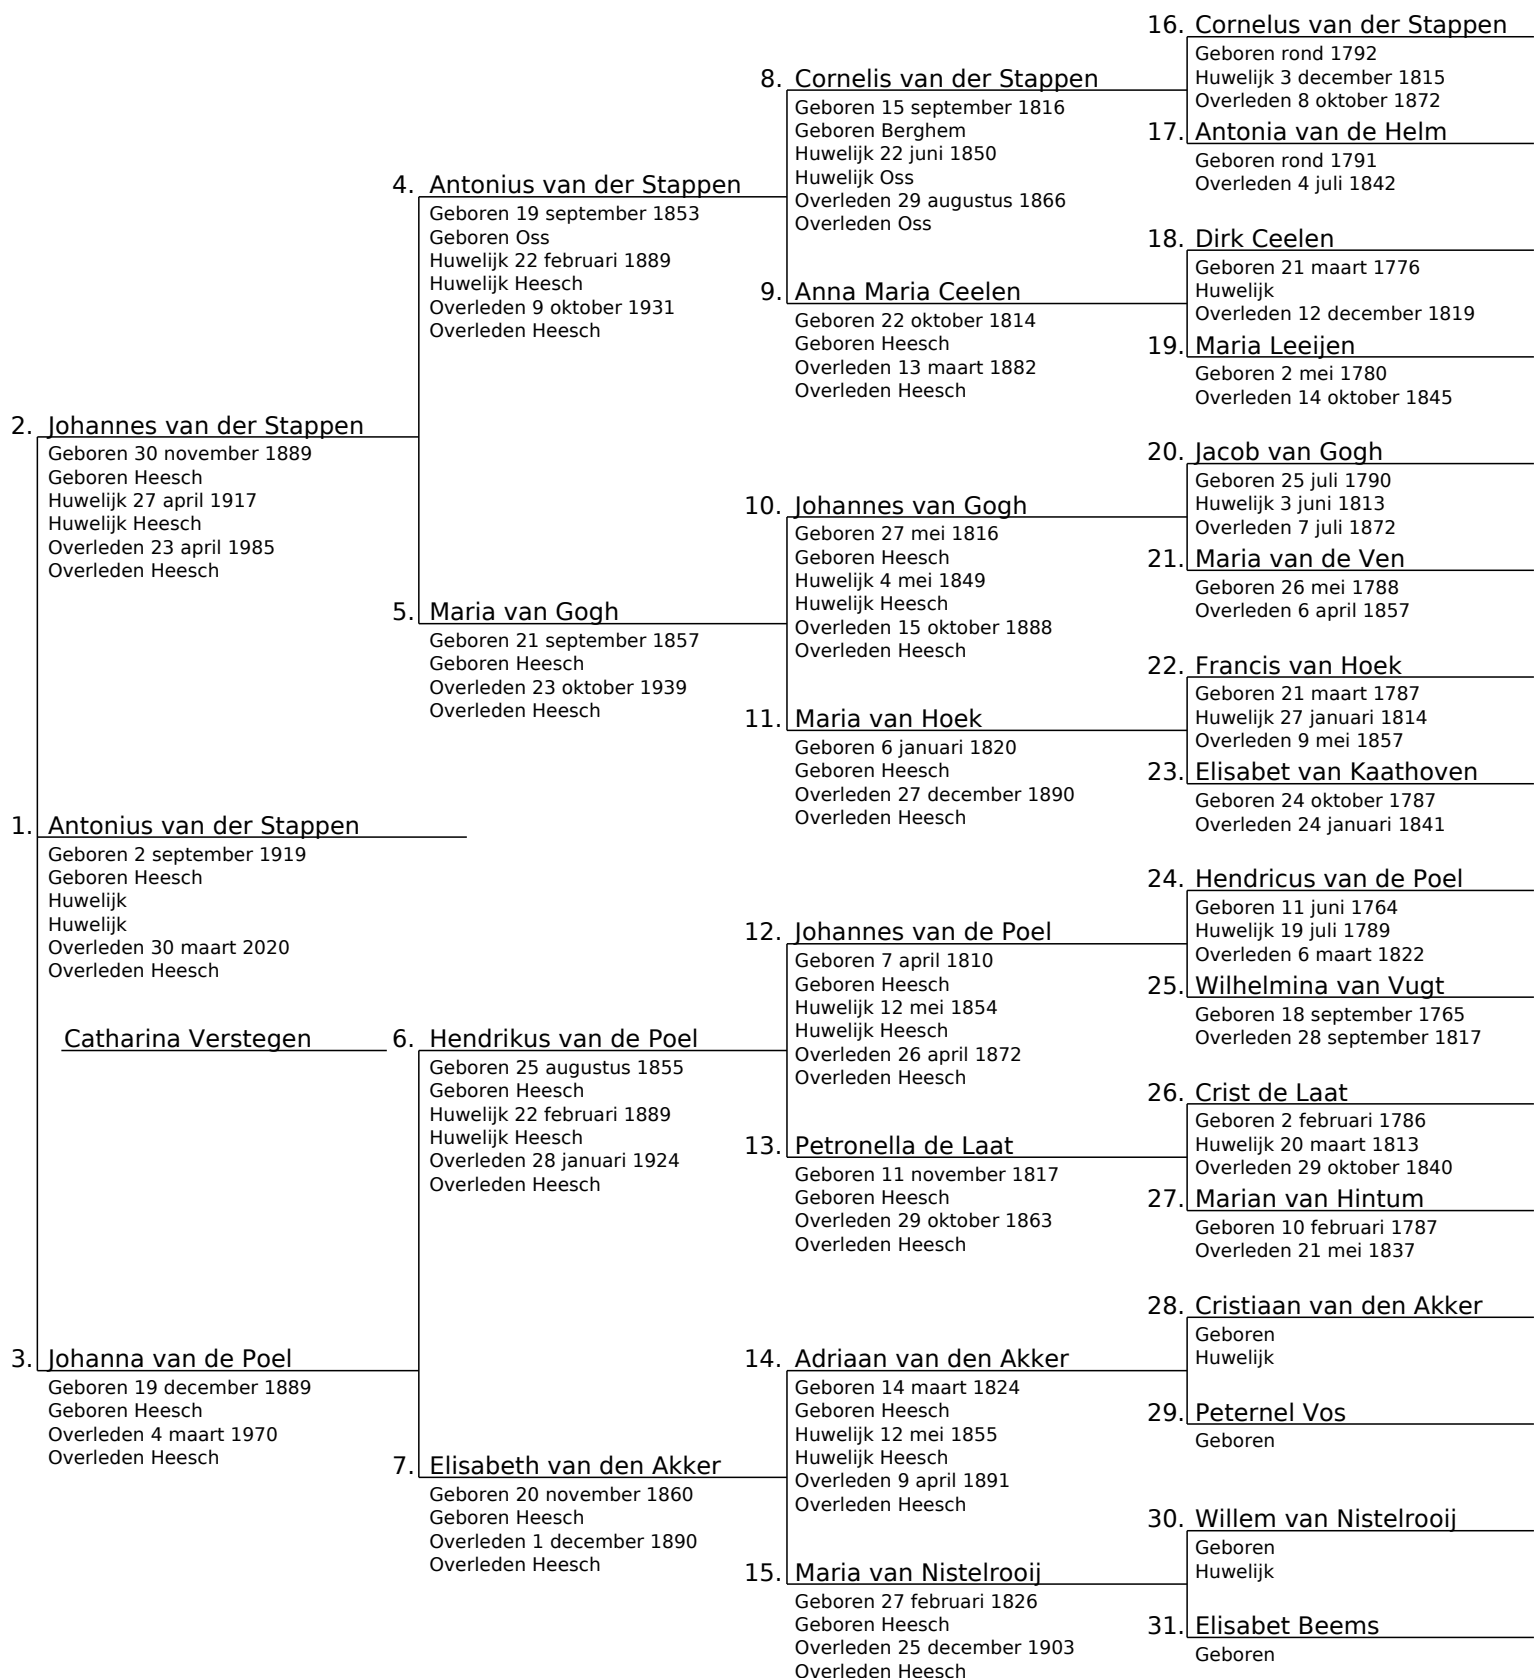 16. Cornelus van der Stappen
Geboren rond 1792
Huwelijk 3 december 1815
Overleden 8 oktober 1872
8. Cornelis van der Stappen
Geboren 15 september 1816
Geboren Berghem
Huwelijk 22 juni 1850
Huwelijk Oss
Overleden 29 augustus 1866
Overleden Oss
17. Antonia van de Helm
Geboren rond 1791
Overleden 4 juli 1842
4. Antonius van der Stappen
Geboren 19 september 1853
Geboren Oss
Huwelijk 22 februari 1889
Huwelijk Heesch
Overleden 9 oktober 1931
Overleden Heesch
18. Dirk Ceelen
Geboren 21 maart 1776
Huwelijk
Overleden 12 december 1819
9. Anna Maria Ceelen
Geboren 22 oktober 1814
Geboren Heesch
Overleden 13 maart 1882
Overleden Heesch
19. Maria Leeijen
Geboren 2 mei 1780
Overleden 14 oktober 1845
2. Johannes van der Stappen
Geboren 30 november 1889
Geboren Heesch
Huwelijk 27 april 1917
Huwelijk Heesch
Overleden 23 april 1985
Overleden Heesch
20. Jacob van Gogh
Geboren 25 juli 1790
Huwelijk 3 juni 1813
Overleden 7 juli 1872
10. Johannes van Gogh
Geboren 27 mei 1816
Geboren Heesch
Huwelijk 4 mei 1849
Huwelijk Heesch
Overleden 15 oktober 1888
Overleden Heesch
21. Maria van de Ven
Geboren 26 mei 1788
Overleden 6 april 1857
5. Maria van Gogh
Geboren 21 september 1857
Geboren Heesch
Overleden 23 oktober 1939
Overleden Heesch
22. Francis van Hoek
Geboren 21 maart 1787
Huwelijk 27 januari 1814
Overleden 9 mei 1857
11. Maria van Hoek
Geboren 6 januari 1820
Geboren Heesch
Overleden 27 december 1890
Overleden Heesch
23. Elisabet van Kaathoven
Geboren 24 oktober 1787
Overleden 24 januari 1841
1. Antonius van der Stappen
Geboren 2 september 1919
Geboren Heesch
Huwelijk
Huwelijk
Overleden 30 maart 2020
Overleden Heesch
24. Hendricus van de Poel
Geboren 11 juni 1764
Huwelijk 19 juli 1789
Overleden 6 maart 1822
12. Johannes van de Poel
Geboren 7 april 1810
Geboren Heesch
Huwelijk 12 mei 1854
Huwelijk Heesch
Overleden 26 april 1872
Overleden Heesch
25. Wilhelmina van Vugt
Geboren 18 september 1765
Overleden 28 september 1817
Catharina Verstegen
6. Hendrikus van de Poel
Geboren 25 augustus 1855
Geboren Heesch
Huwelijk 22 februari 1889
Huwelijk Heesch
Overleden 28 januari 1924
Overleden Heesch
26. Crist de Laat
Geboren 2 februari 1786
Huwelijk 20 maart 1813
Overleden 29 oktober 1840
13. Petronella de Laat
Geboren 11 november 1817
Geboren Heesch
Overleden 29 oktober 1863
Overleden Heesch
27. Marian van Hintum
Geboren 10 februari 1787
Overleden 21 mei 1837
28. Cristiaan van den Akker
Geboren
Huwelijk
3. Johanna van de Poel
Geboren 19 december 1889
Geboren Heesch
Overleden 4 maart 1970
Overleden Heesch
14. Adriaan van den Akker
Geboren 14 maart 1824
Geboren Heesch
Huwelijk 12 mei 1855
Huwelijk Heesch
Overleden 9 april 1891
Overleden Heesch
29. Peternel Vos
Geboren
7. Elisabeth van den Akker
Geboren 20 november 1860
Geboren Heesch
Overleden 1 december 1890
Overleden Heesch
30. Willem van Nistelrooij
Geboren
Huwelijk
15. Maria van Nistelrooij
Geboren 27 februari 1826
Geboren Heesch
Overleden 25 december 1903
Overleden Heesch
31. Elisabet Beems
Geboren